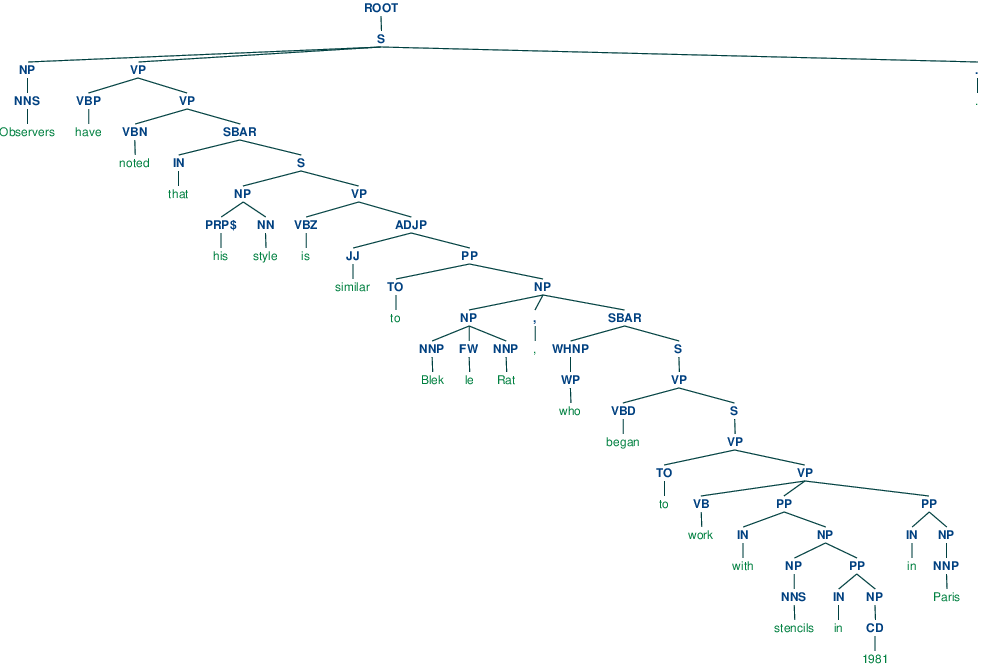 ROOT
S
NP VP .
NNS VBP VP .
Observers have VBN SBAR
noted IN S
that NP VP
PRP$ NN VBZ ADJP
his style is JJ PP
similar TO NP
to NP , SBAR
NNP FW NNP , WHNP S
Blek le Rat WP VP
who VBD S
began VP
TO VP
to VB PP PP
work IN NP IN NP
with NP PP in NNP
NNS IN NP Paris
stencils in CD
1981